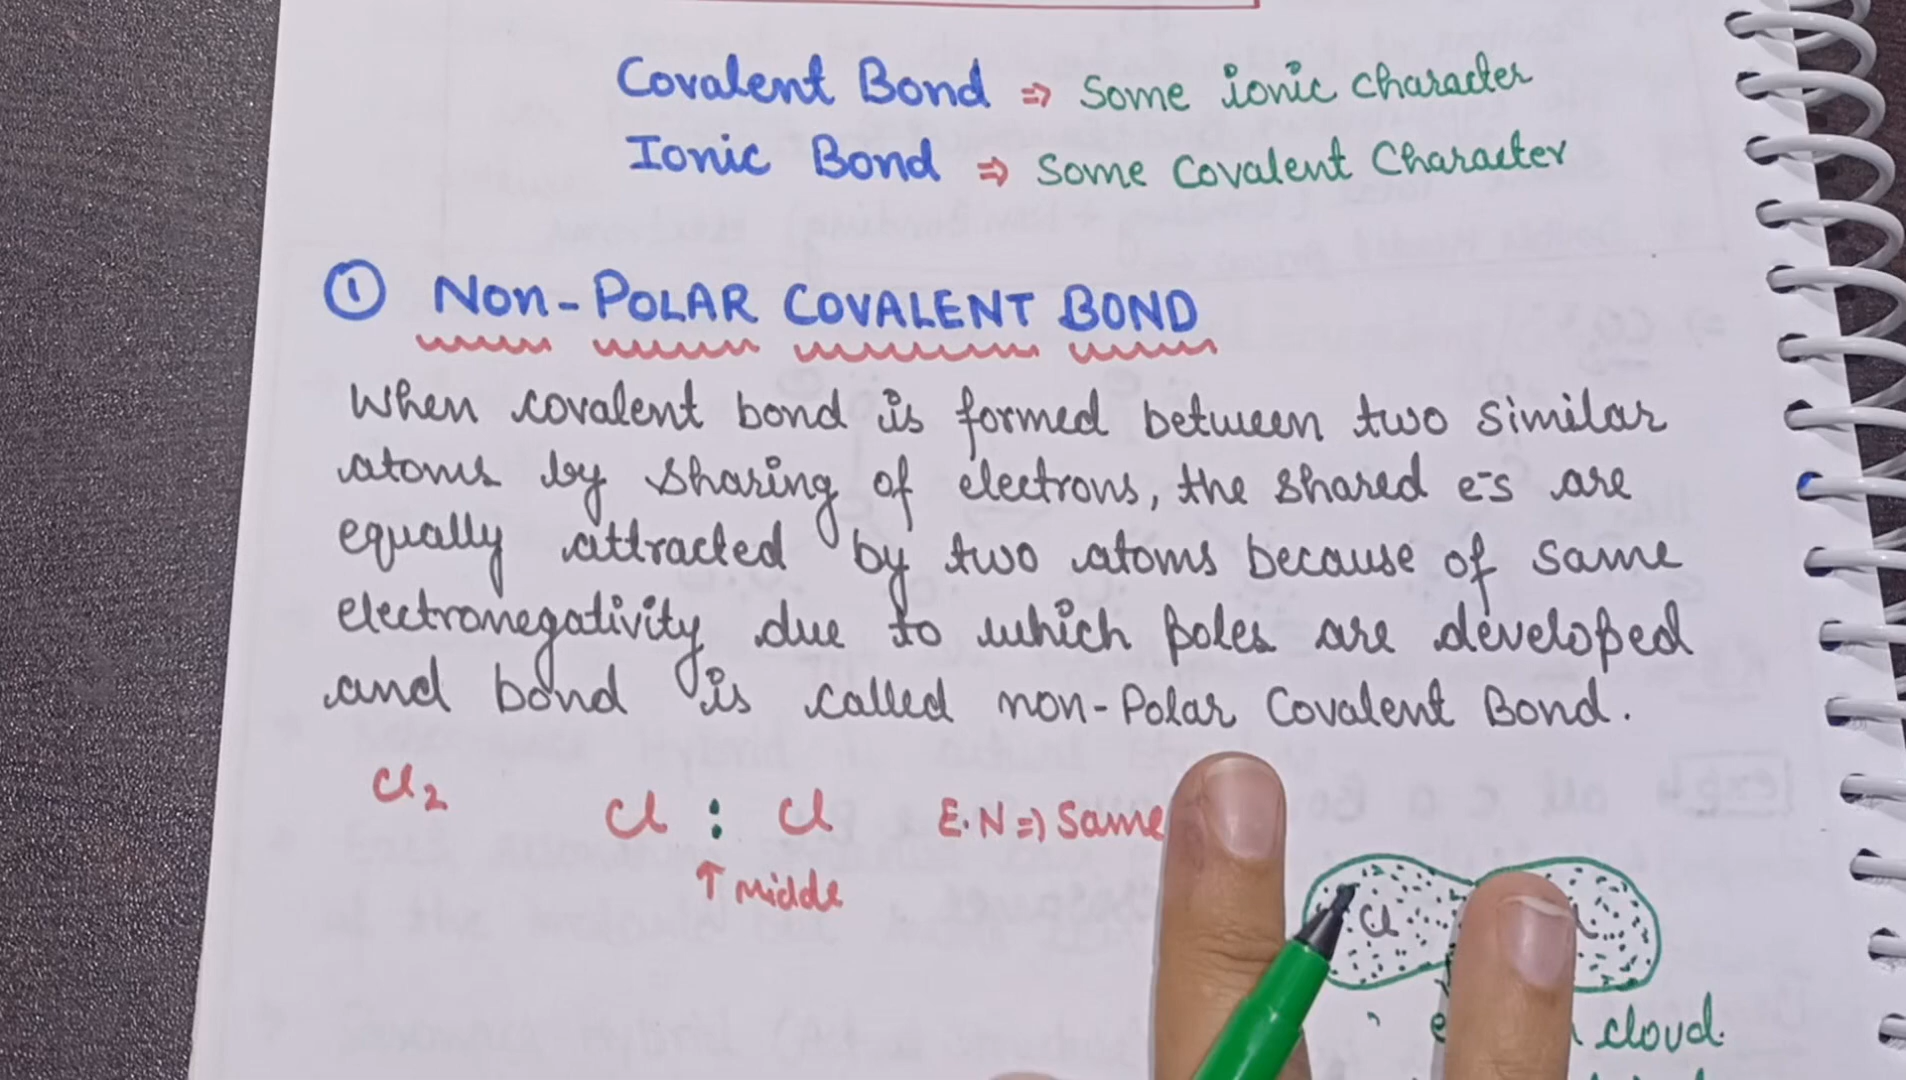 Covalent Bond ⇒ Some ionic character
Ionic Bond ⇒ Some Covalent Character
① NON-POLAR COVALENT BOND
When covalent bond is formed between two similar
atoms by sharing of electrons, the shared e-s are
equally attracted by two atoms because of same
electronegativity due to which poles are developed
and bond is called non-Polar Covalent Bond.
Cl2
Cl : Cl
E.N ⇒ Same
↑ Middle
Cl
cloud.